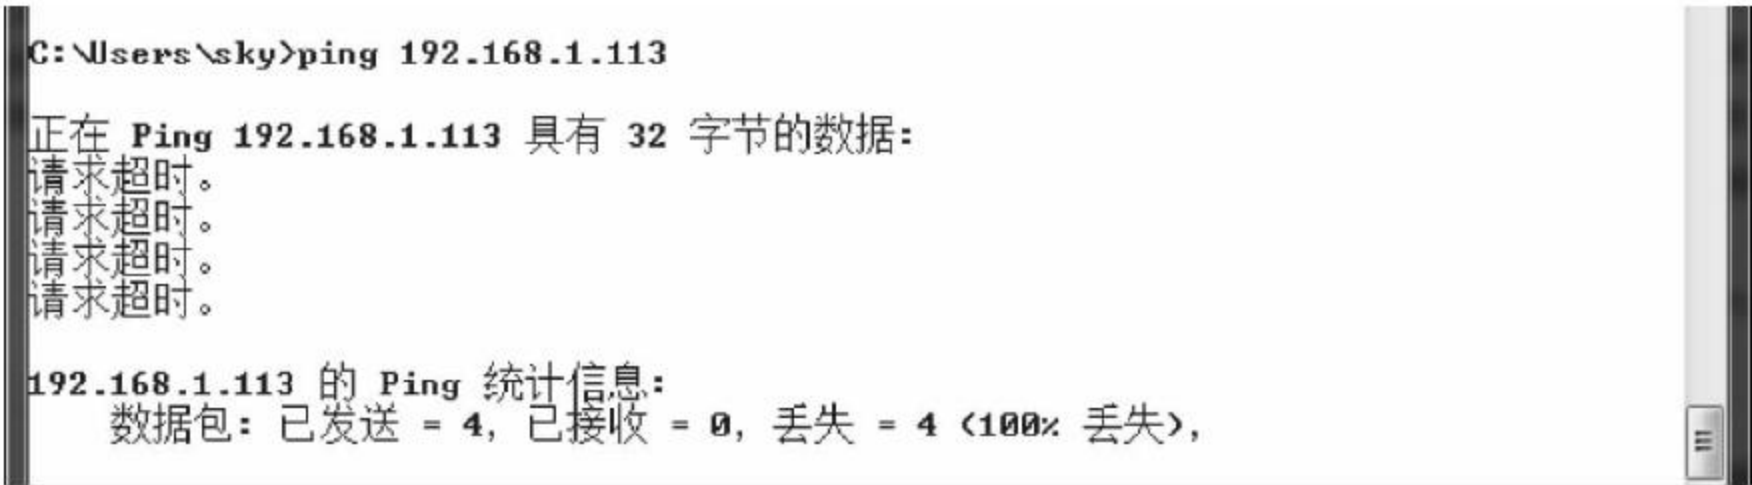 C:\Users\sky>ping 192.168.1.113
正在 Ping 192.168.1.113 具有 32 字节的数据:
请求超时。
请求超时。
请求超时。
请求超时。
192.168.1.113 的 Ping 统计信息:
数据包: 已发送 = 4, 已接收 = 0, 丢失 = 4 (100% 丢失),